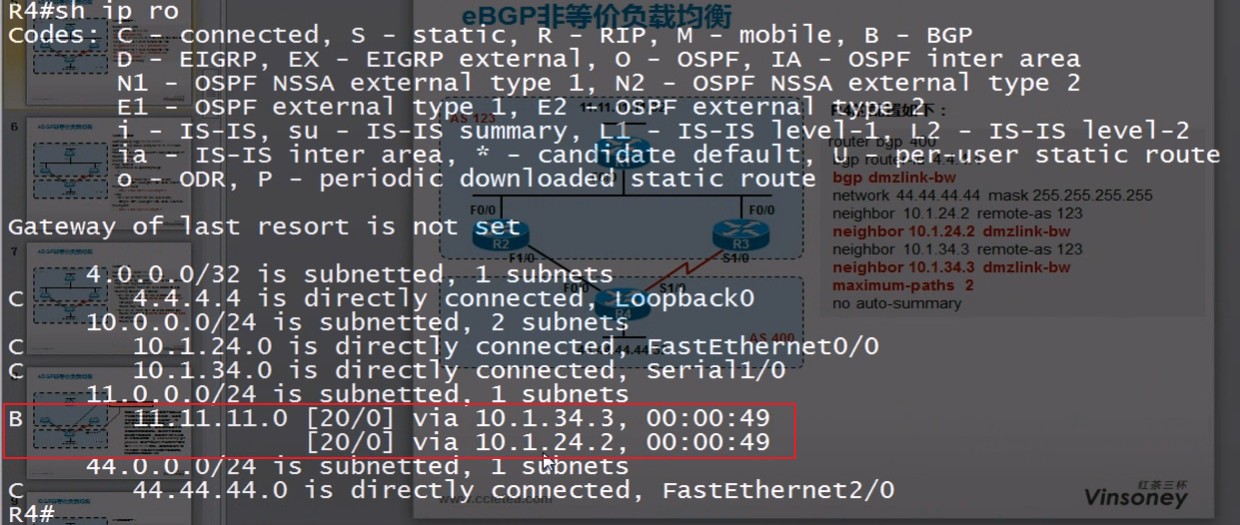 R4#sh ip ro
eBGP非等价负载均衡
Codes: C - connected, S - static, R - RIP, M - mobile, B - BGP
D - EIGRP, EX - EIGRP external, O - OSPF, IA - OSPF inter area
N1 - OSPF NSSA external type 1, N2 - OSPF NSSA external type 2
E1 - OSPF external type 1, E2 - OSPF external type 2
i - IS-IS, su - IS-IS summary, L1 - IS-IS level-1, L2 - IS-IS level-2
ia - IS-IS inter area, * - candidate default, U - per-user static route
o - ODR, P - periodic downloaded static route
Gateway of last resort is not set
4.0.0.0/32 is subnetted, 1 subnets
C 4.4.4.4 is directly connected, Loopback0
10.0.0.0/24 is subnetted, 2 subnets
C 10.1.24.0 is directly connected, FastEthernet0/0
C 10.1.34.0 is directly connected, Serial1/0
11.0.0.0/24 is subnetted, 1 subnets
B 11.11.11.0 [20/0] via 10.1.34.3, 00:00:49
[20/0] via 10.1.24.2, 00:00:49
44.0.0.0/24 is subnetted, 1 subnets
C 44.44.44.0 is directly connected, FastEthernet2/0
R4#
AS 123
F0/0
F0/0
R2
R3
F1/0
S1/0
F0/0
S1/0
R4
AS 400
router bgp 400
bgp dmzlink-bw
network 44.44.44.44 mask 255.255.255.255
neighbor 10.1.24.2 remote-as 123
neighbor 10.1.24.2 dmzlink-bw
neighbor 10.1.34.3 remote-as 123
neighbor 10.1.34.3 dmzlink-bw
maximum-paths 2
no auto-summary
6
7
9
红茶三杯
Vinsoney